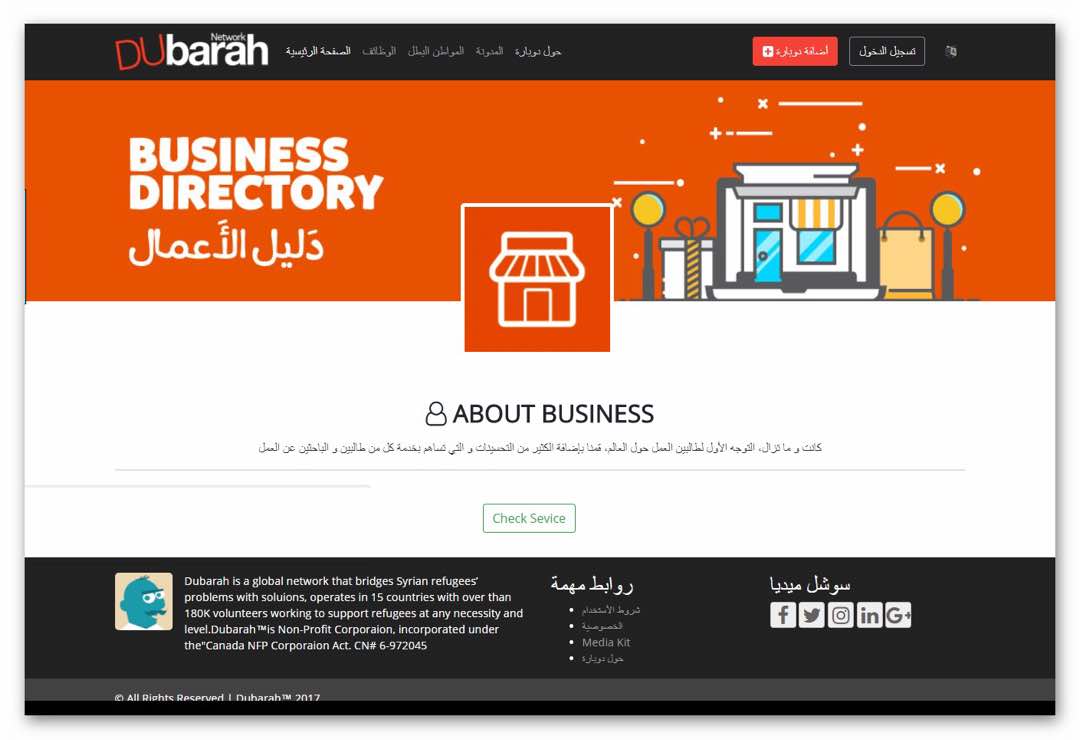 DUbarah Network
الصفحة الرئيسية
الوظائف
المواطن البطل
المدونة
حول دوبارة
أضافة دوبارة
تسجيل الدخول
BUSINESS
DIRECTORY
دَليل الأَعمال
ABOUT BUSINESS
كانت و ما تزال، التوجه الأول لطالبين العمل حول العالم، قمنا بإضافة الكثير من التحسينات و التي تساهم بخدمة كل من طالبين و الباحثين عن العمل
Check Sevice
Dubarah is a global network that bridges Syrian refugees’
problems with soluions, operates in 15 countries with over than
180K volunteers working to support refugees at any necessity and
level.Dubarah™is Non-Profit Corporaion, incorporated under
the"Canada NFP Corporaion Act. CN# 6-972045
روابط مهمة
شروط الأستخدام
الخصوصية
Media Kit
حول دوبارة
سوشل ميديا
© All Rights Reserved | Dubarah™ 2017